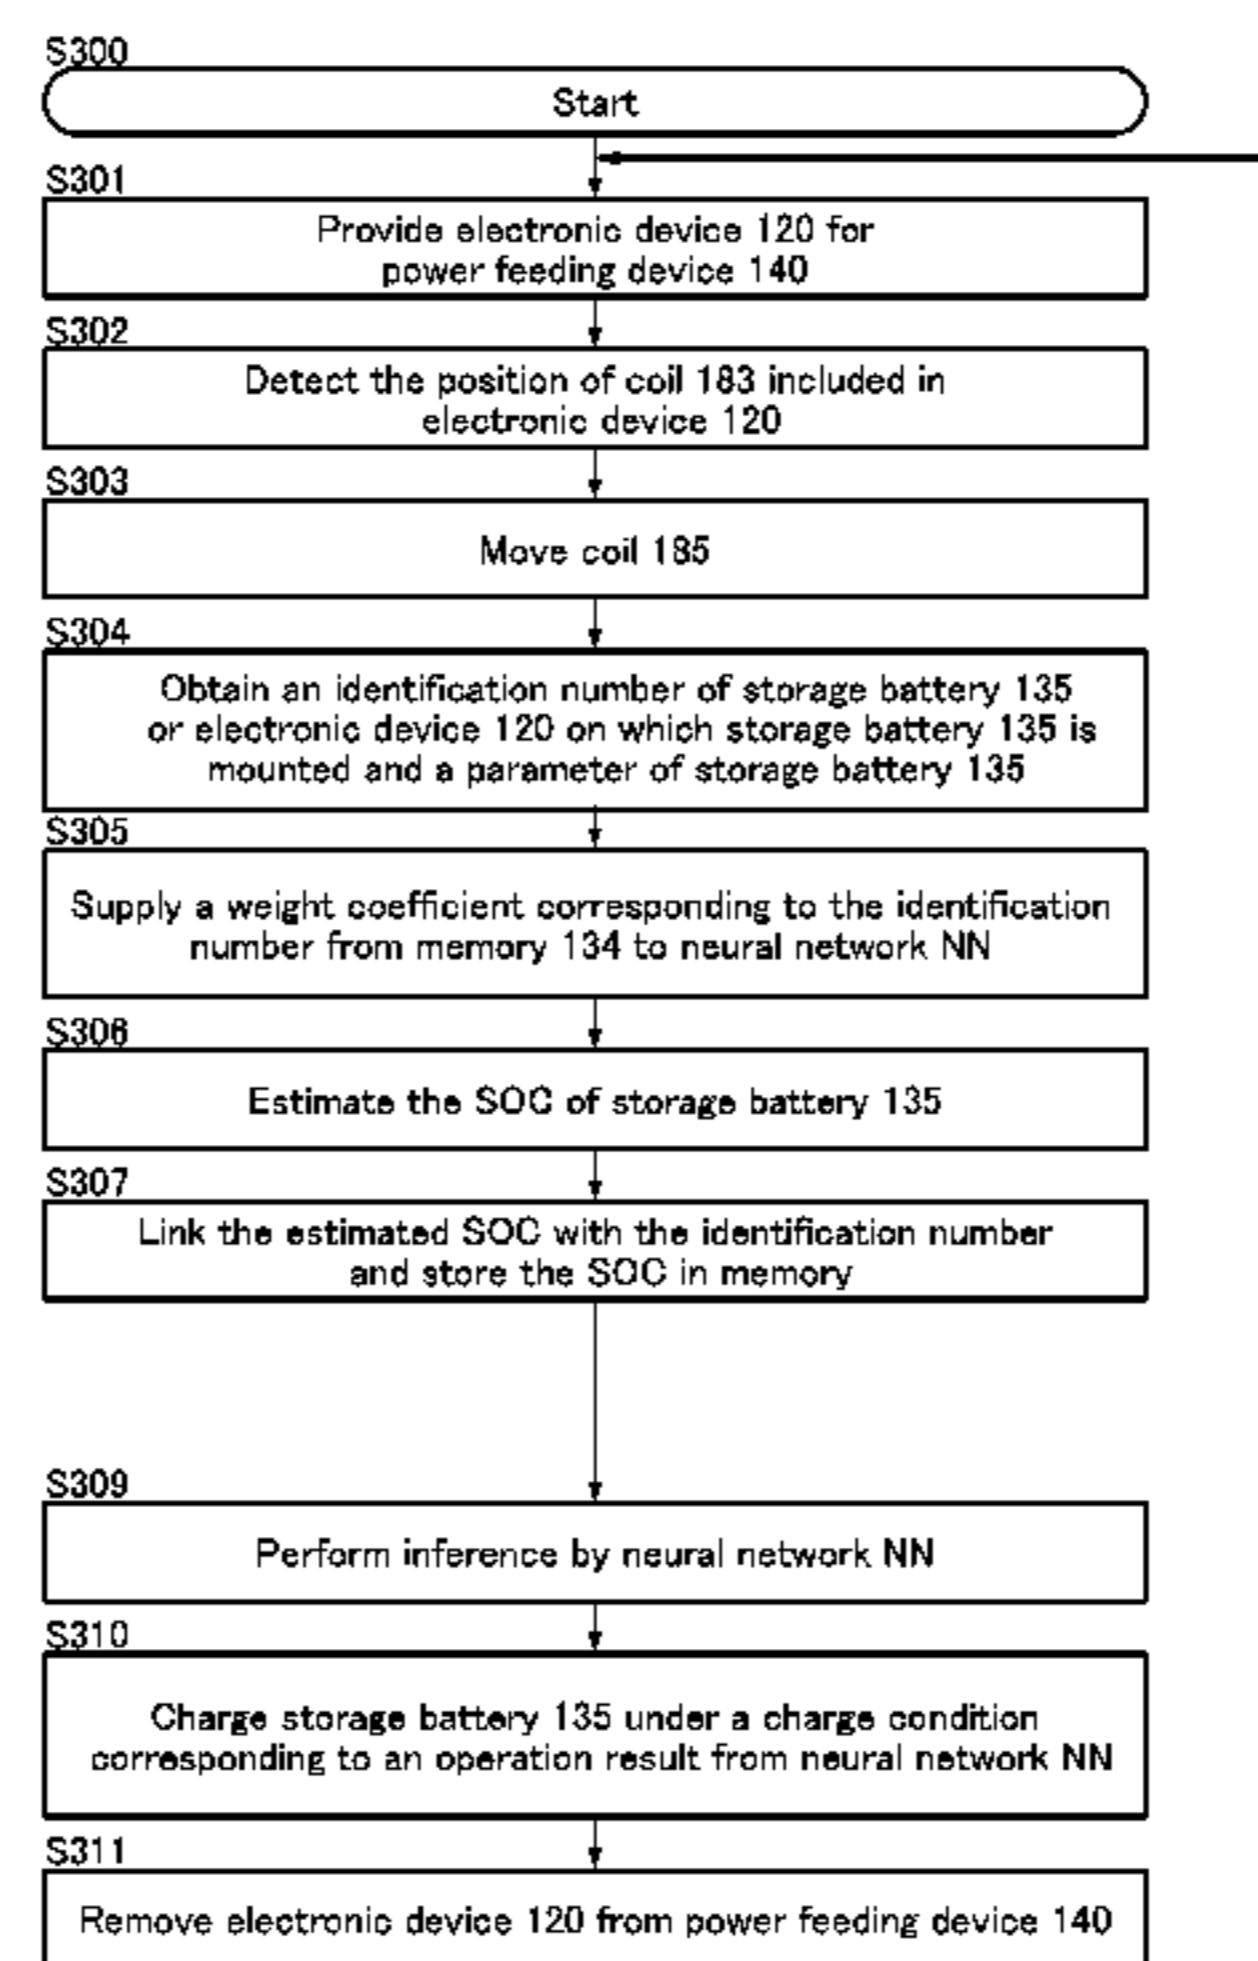 S300
Start
S301
Provide electronic device 120 for
power feeding device 140
S302
Detect the position of coil 183 included in
electronic device 120
S303
Move coil 185
S304
Obtain an identification number of storage battery 135
or electronic device 120 on which storage battery 135 is
mounted and a parameter of storage battery 135
S305
Supply a weight coefficient corresponding to the identification
number from memory 134 to neural network NN
S306
Estimate the SOC of storage battery 135
S307
Link the estimated SOC with the identification number
and store the SOC in memory
S309
Perform inference by neural network NN
S310
Charge storage battery 135 under a charge condition
corresponding to an operation result from neural network NN
S311
Remove electronic device 120 from power feeding device 140